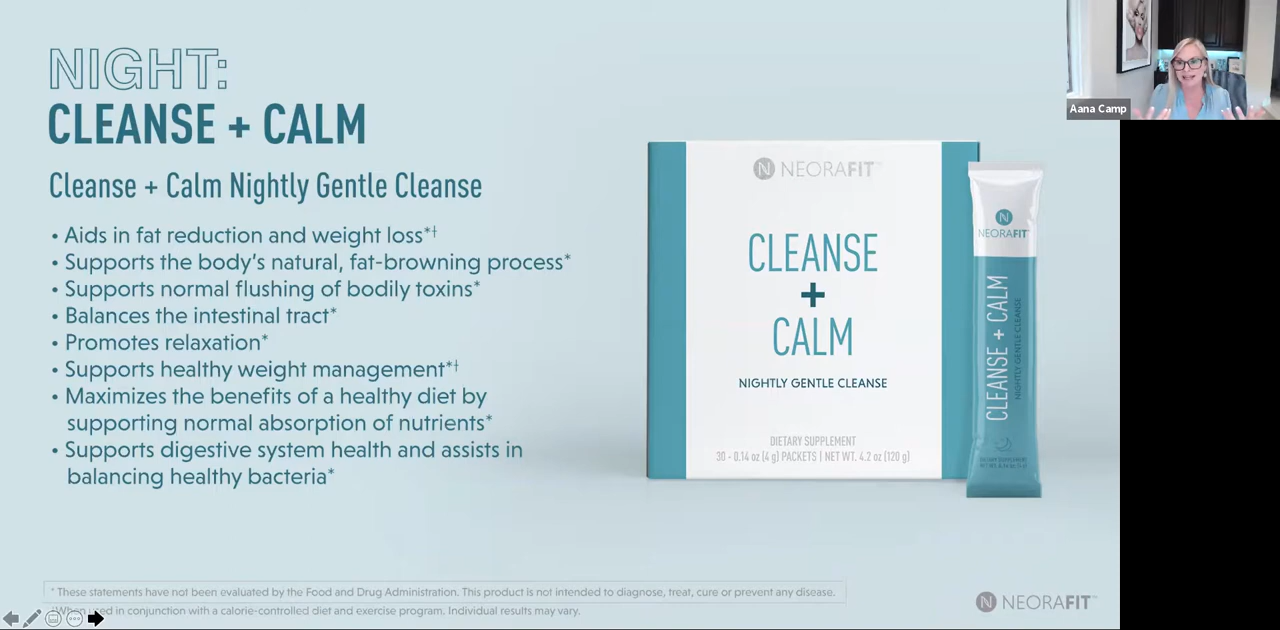 NIGHT:
CLEANSE + CALM
Cleanse + Calm Nightly Gentle Cleanse
• Aids in fat reduction and weight loss*†
• Supports the body’s natural, fat-browning process*
• Supports normal flushing of bodily toxins*
• Balances the intestinal tract*
• Promotes relaxation*
• Supports healthy weight management*†
• Maximizes the benefits of a healthy diet by
supporting normal absorption of nutrients*
• Supports digestive system health and assists in
balancing healthy bacteria*
N NEORAFIT™
CLEANSE
+
CALM
NIGHTLY GENTLE CLEANSE
DIETARY SUPPLEMENT
30 - 0.14 oz (4 g) PACKETS | NET WT. 4.2 oz (120 g)
N
NEORAFIT™
CLEANSE + CALM
NIGHTLY GENTLE CLEANSE
Aana Camp
* These statements have not been evaluated by the Food and Drug Administration. This product is not intended to diagnose, treat, cure or prevent any disease.
used in conjunction with a calorie-controlled diet and exercise program. Individual results may vary.
N NEORAFIT™